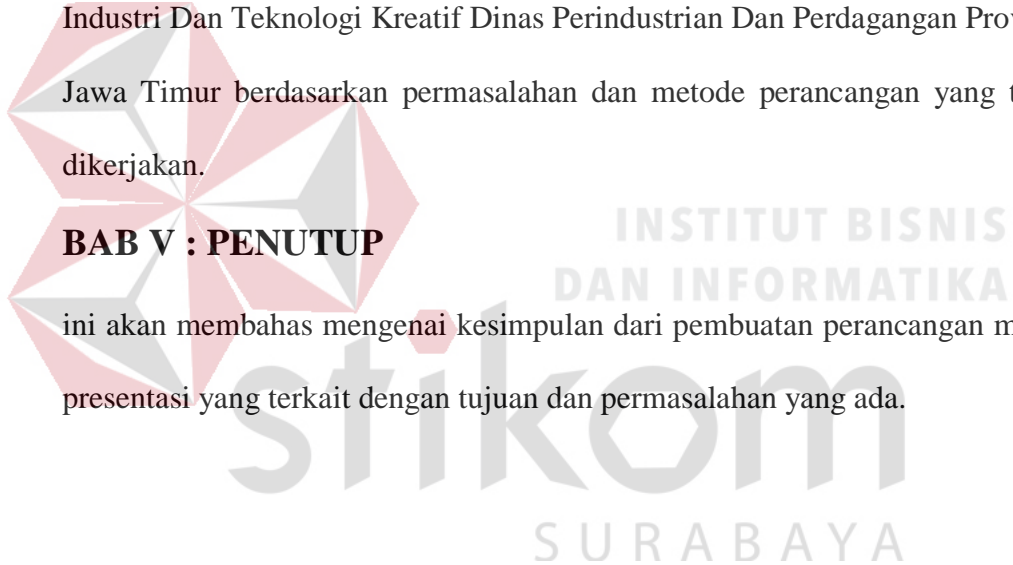 Industri Dan Teknologi Kreatif Dinas Perindustrian Dan Perdagangan Prov
Jawa Timur berdasarkan permasalahan dan metode perancangan yang t
dikerjakan.
INSTITUT BISNIS
BAB V : PENUTUP
DAN INFORMATIKA
ini akan membahas mengenai kesimpulan dari pembuatan perancangan m
presentasi yang terkait dengan tujuan dan permasalahan yang ada.
stikom
SURABAYA